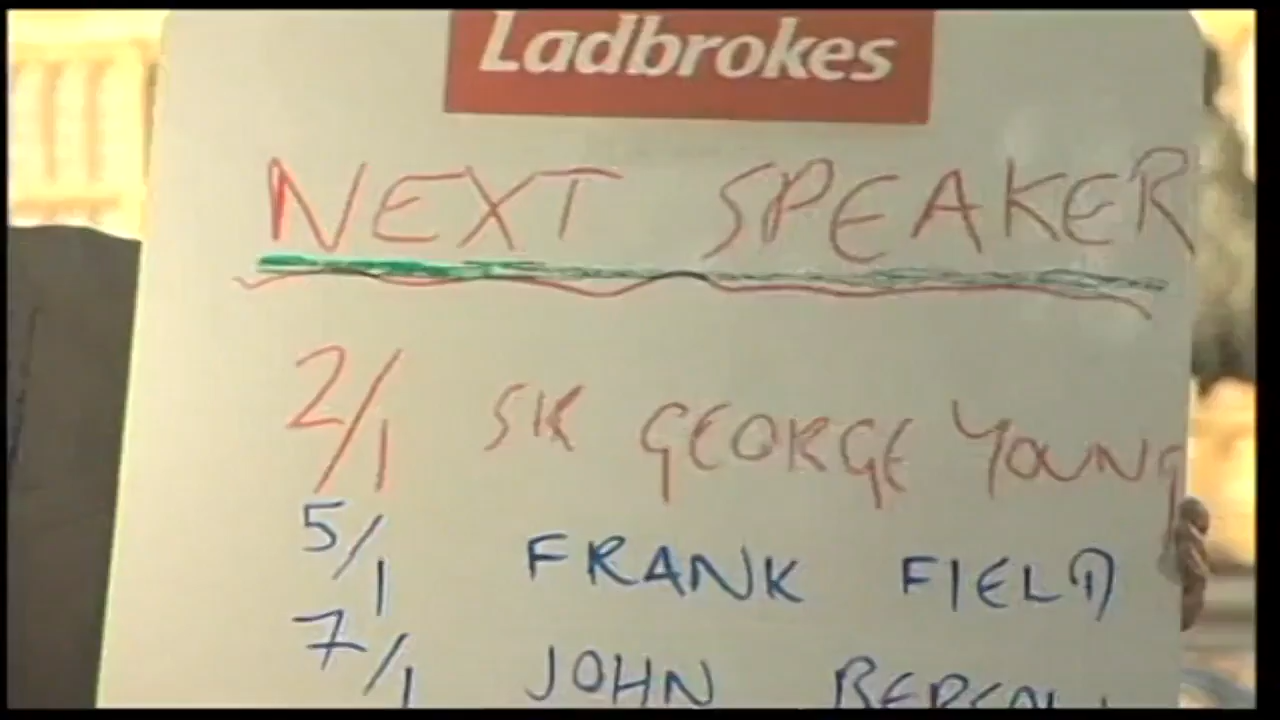 Ladbrokes
NEXT SPEAKER
2/1 SIR GEORGE YOUNG
5/1 FRANK FIELD
7/1 JOHN